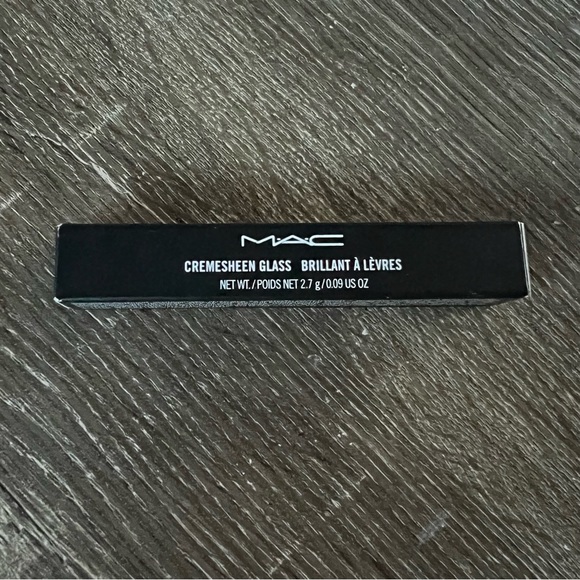 MAC
CREMESHEEN GLASS BRILLANT À LÈVRES
NET WT./POIDS NET 2.7 g/0.09 US OZ